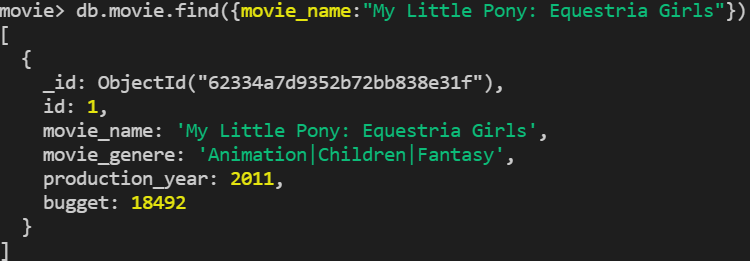 movie> db.movie.find({movie_name:"My Little Pony: Equestria Girls"})
[
  {
    _id: ObjectId("62334a7d9352b72bb838e31f"),
    id: 1,
    movie_name: 'My Little Pony: Equestria Girls',
    movie_genere: 'Animation|Children|Fantasy',
    production_year: 2011,
    bugget: 18492
  }
]